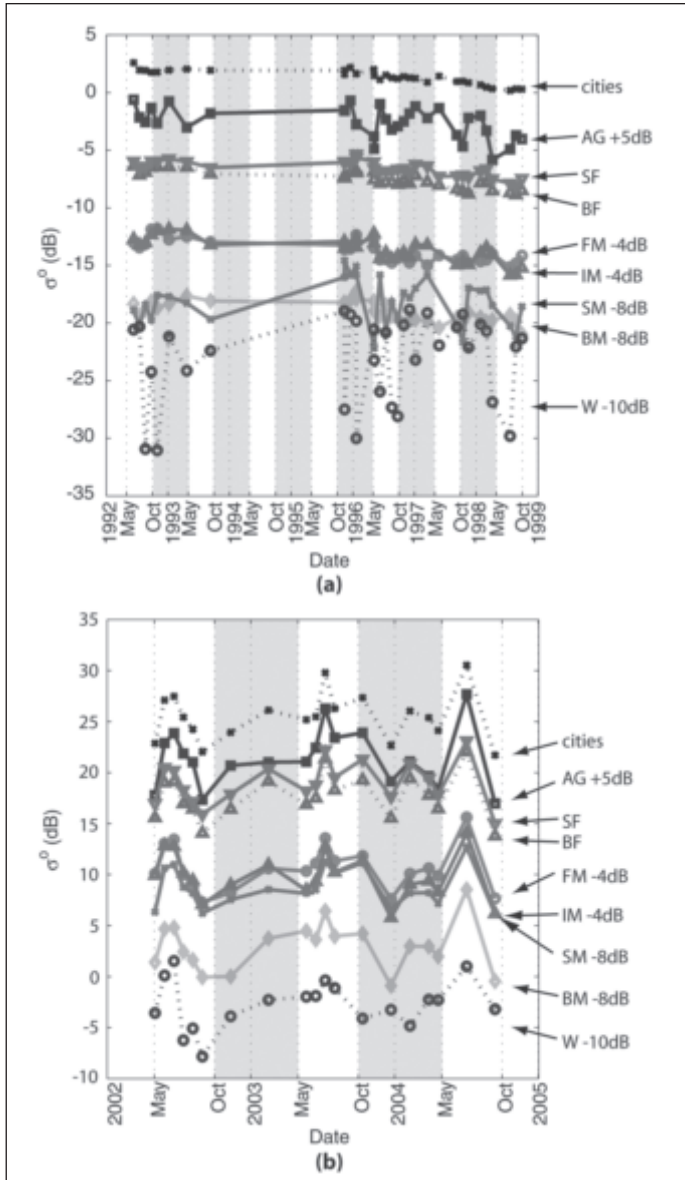 5
0
-5
-10
-15
-20
-25
-30
-35
σ⁰ (dB)
cities
AG +5dB
SF
BF
FM -4dB
IM -4dB
SM -8dB
BM -8dB
W -10dB
1992
May
Oct
1993
May
Oct
1994
May
Oct
1995
May
Oct
1996
May
Oct
1997
May
Oct
1998
May
Oct
1999
Date
(a)
35
30
25
20
15
10
5
0
-5
-10
σ⁰ (dB)
cities
AG +5dB
SF
BF
FM -4dB
IM -4dB
SM -8dB
BM -8dB
W -10dB
2002
May
Oct
2003
May
Oct
2004
May
Oct
2005
Date
(b)